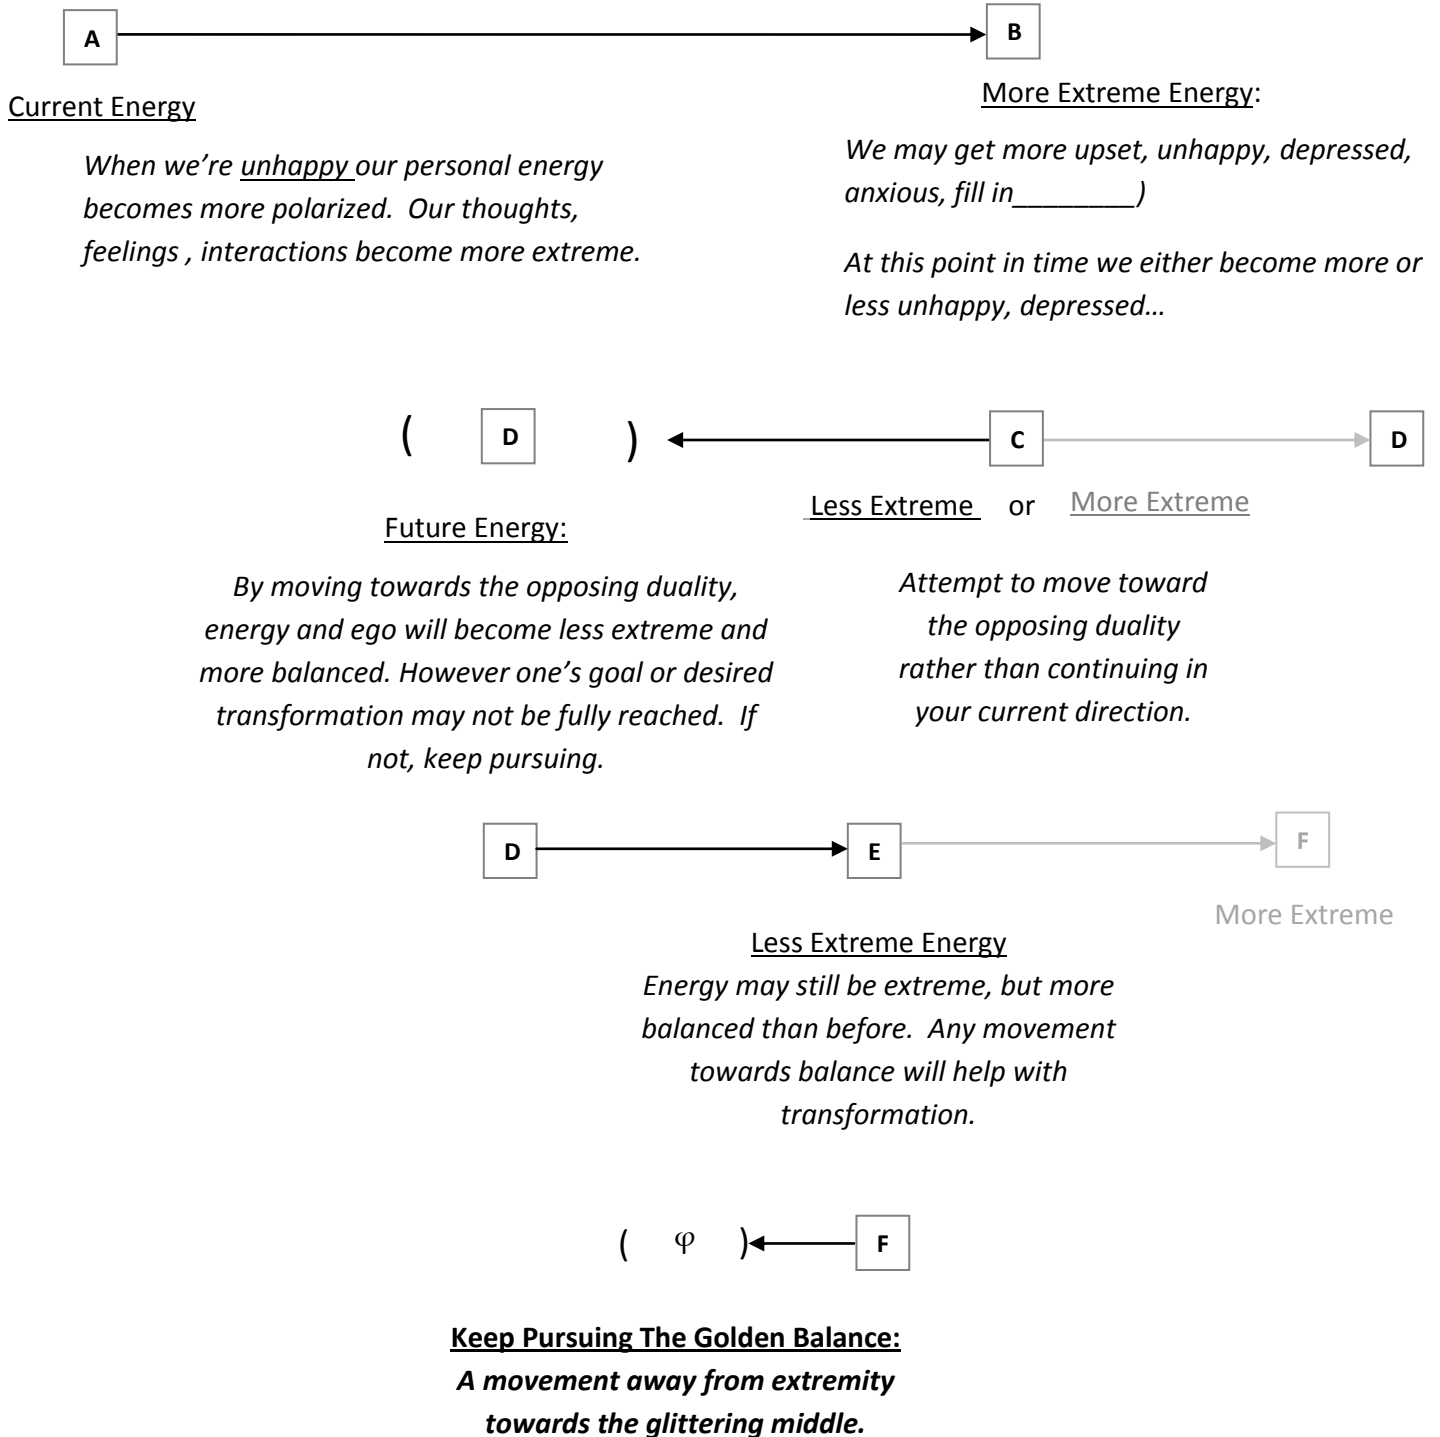 A
B
Current Energy
More Extreme Energy:
When we’re unhappy our personal energy
becomes more polarized.  Our thoughts,
feelings , interactions become more extreme.
We may get more upset, unhappy, depressed,
anxious, fill in_________)
At this point in time we either become more or
less unhappy, depressed…
( D )
C
D
Less Extreme or More Extreme
Future Energy:
By moving towards the opposing duality,
energy and ego will become less extreme and
more balanced. However one’s goal or desired
transformation may not be fully reached.  If
not, keep pursuing.
Attempt to move toward
the opposing duality
rather than continuing in
your current direction.
D
E
F
More Extreme
Less Extreme Energy
Energy may still be extreme, but more
balanced than before.  Any movement
towards balance will help with
transformation.
( φ )
F
Keep Pursuing The Golden Balance:
A movement away from extremity
towards the glittering middle.